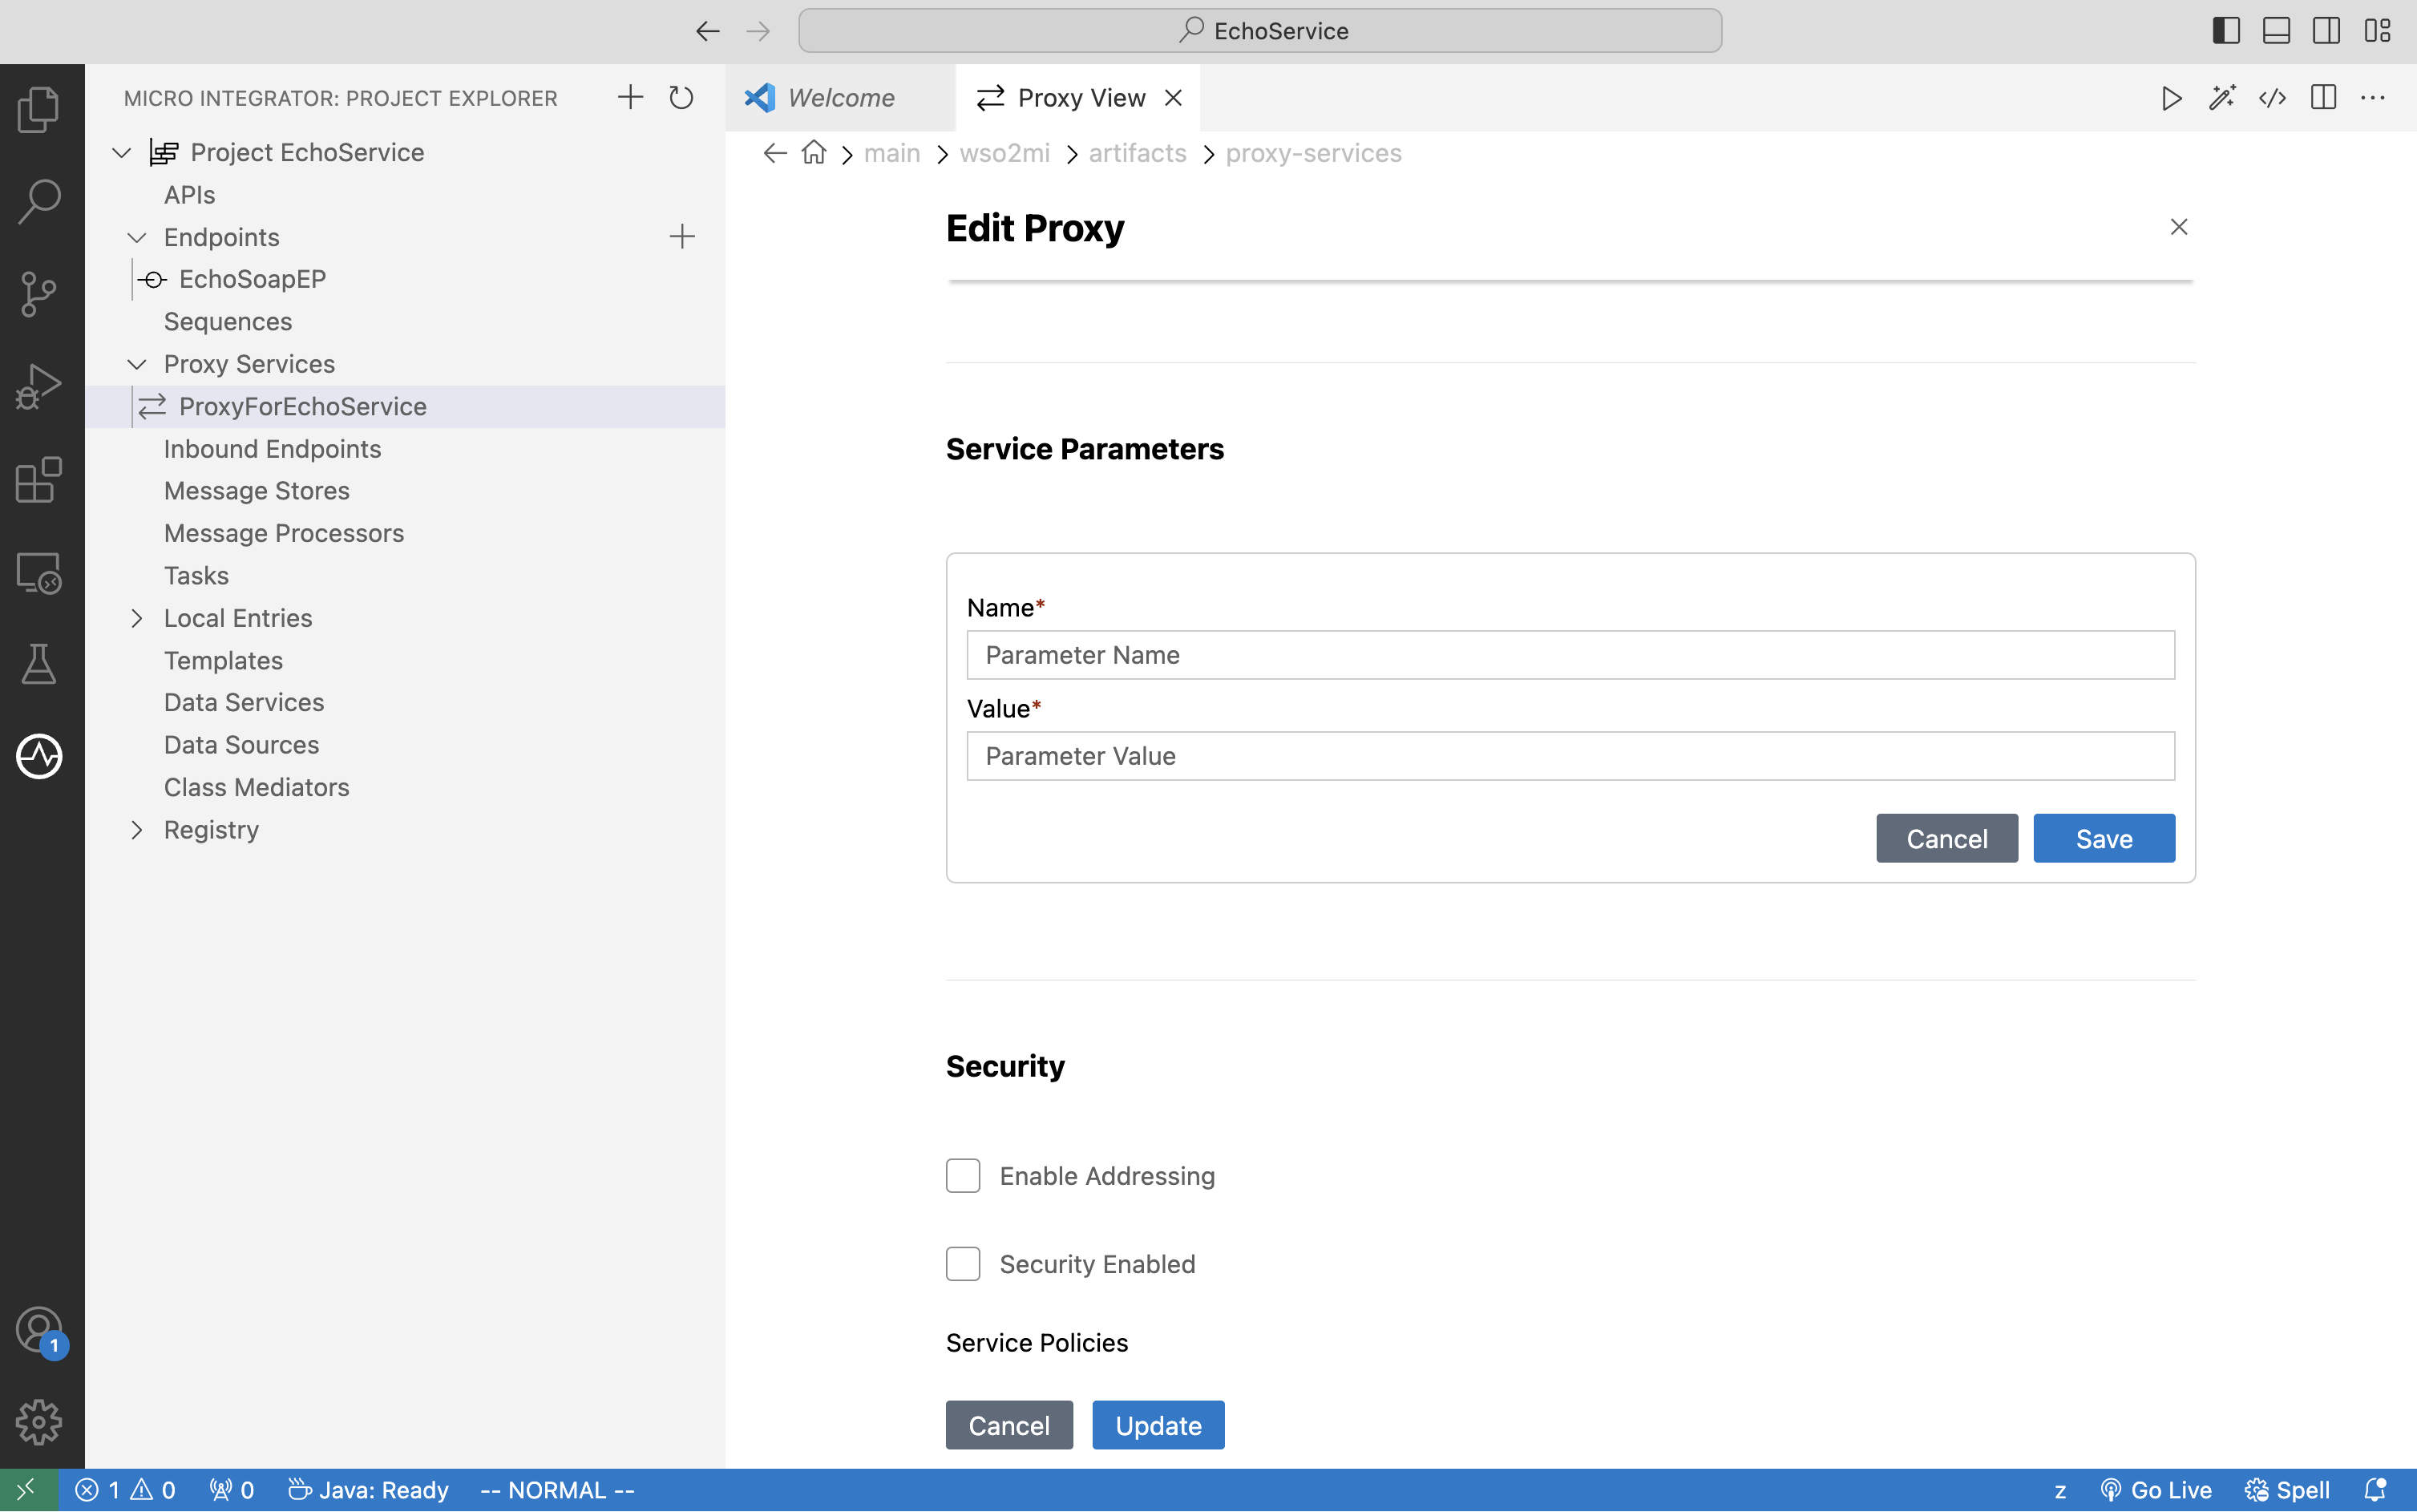 EchoService
MICRO INTEGRATOR: PROJECT EXPLORER
Project EchoService
APIs
Endpoints
EchoSoapEP
Sequences
Proxy Services
ProxyForEchoService
Inbound Endpoints
Message Stores
Message Processors
Tasks
Local Entries
Templates
Data Services
Data Sources
Class Mediators
Registry
1
Welcome
Proxy View
main > wso2mi > artifacts > proxy-services
Edit Proxy
Service Parameters
Name*
Parameter Name
Value*
Parameter Value
Cancel Save
Security
Enable Addressing
Security Enabled
Service Policies
Cancel Update
1 0 0 Java: Ready -- NORMAL -- z Go Live Spell